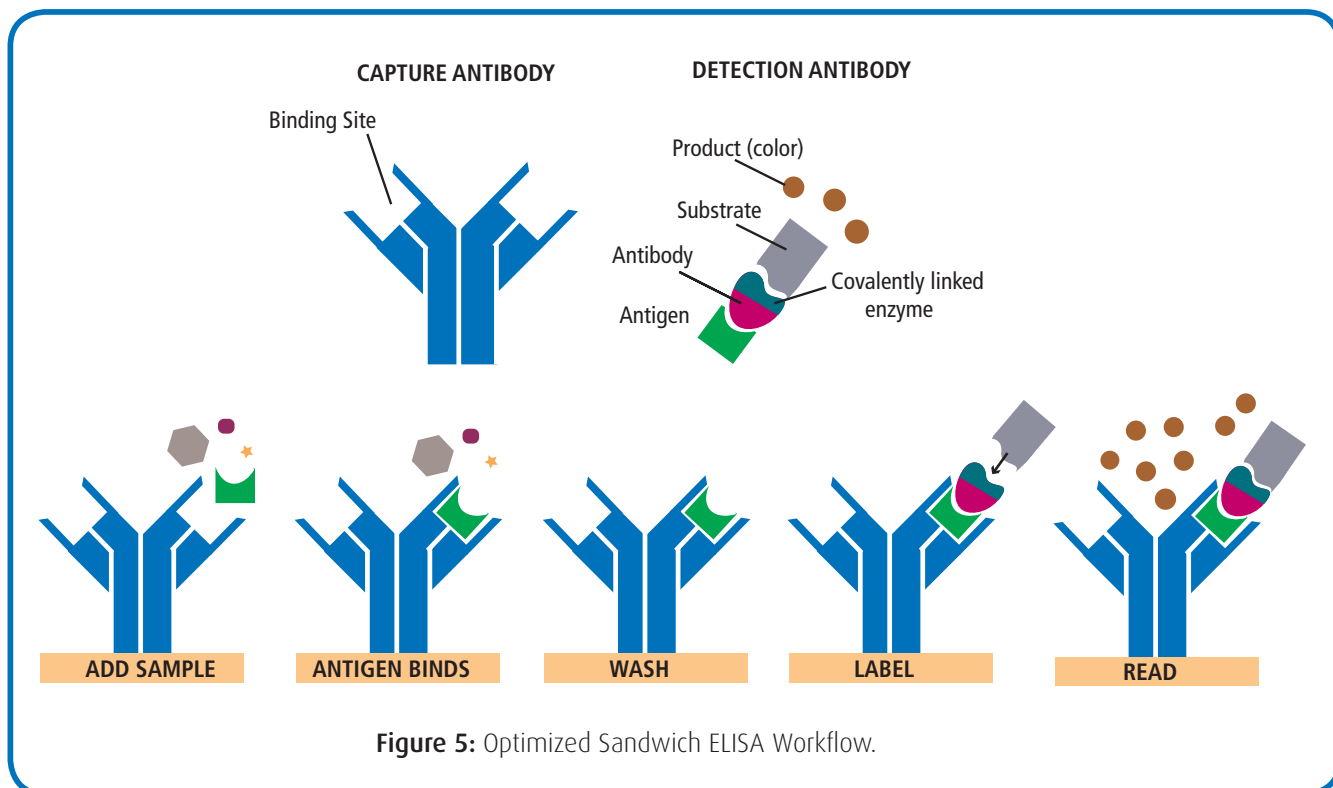 CAPTURE ANTIBODY
DETECTION ANTIBODY
Binding Site
Product (color)
Substrate
Antibody
Covalently linked
enzyme
Antigen
ADD SAMPLE
ANTIGEN BINDS
WASH
LABEL
READ
Figure 5: Optimized Sandwich ELISA Workflow.